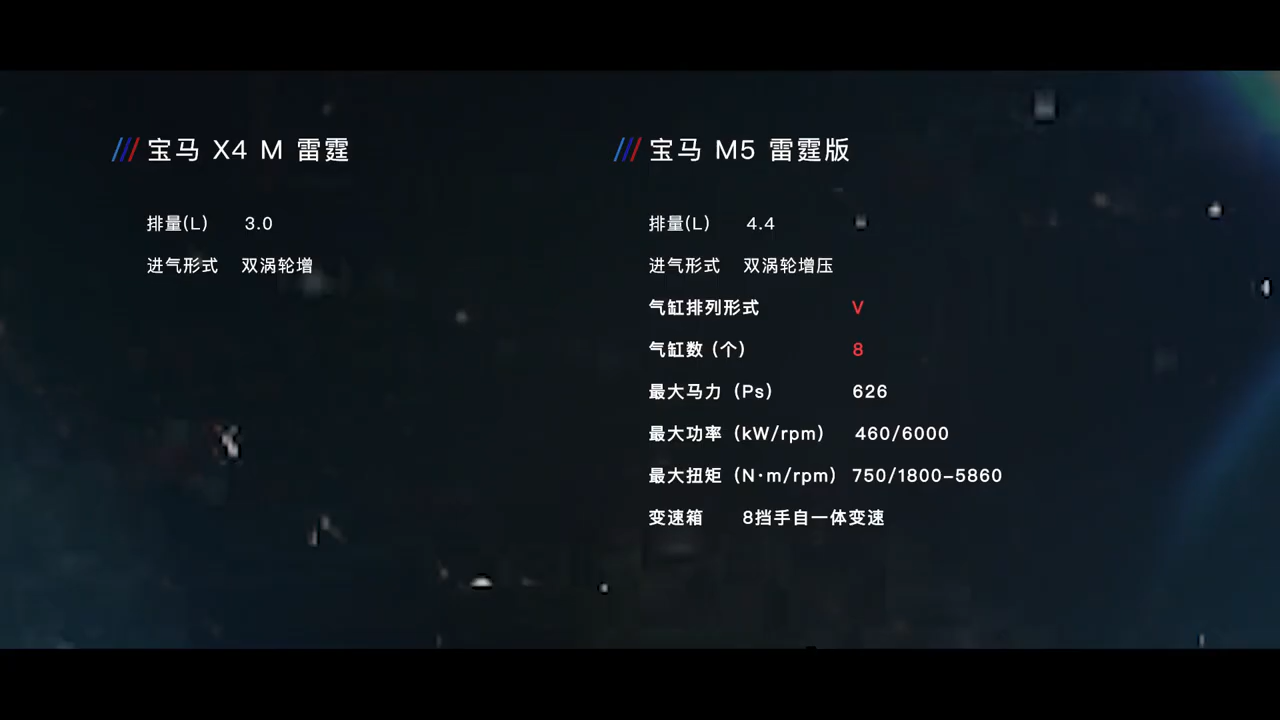 宝马 X4 M 雷霆
排量(L) 3.0
进气形式 双涡轮增
宝马 M5 雷霆版
排量(L) 4.4
进气形式 双涡轮增压
气缸排列形式 V
气缸数（个） 8
最大马力（Ps） 626
最大功率（kW/rpm） 460/6000
最大扭矩（N·m/rpm） 750/1800–5860
变速箱 8挡手自一体变速